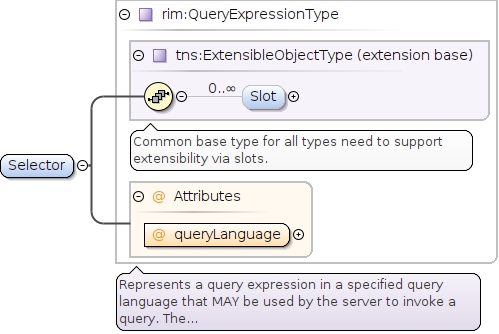 rim:QueryExpressionType
tns:ExtensibleObjectType (extension base)
0..∞
Slot
Common base type for all types need to support
extensibility via slots.
Selector
@ Attributes
@ queryLanguage
Represents a query expression in a specified query
language that MAY be used by the server to invoke a
query. The...